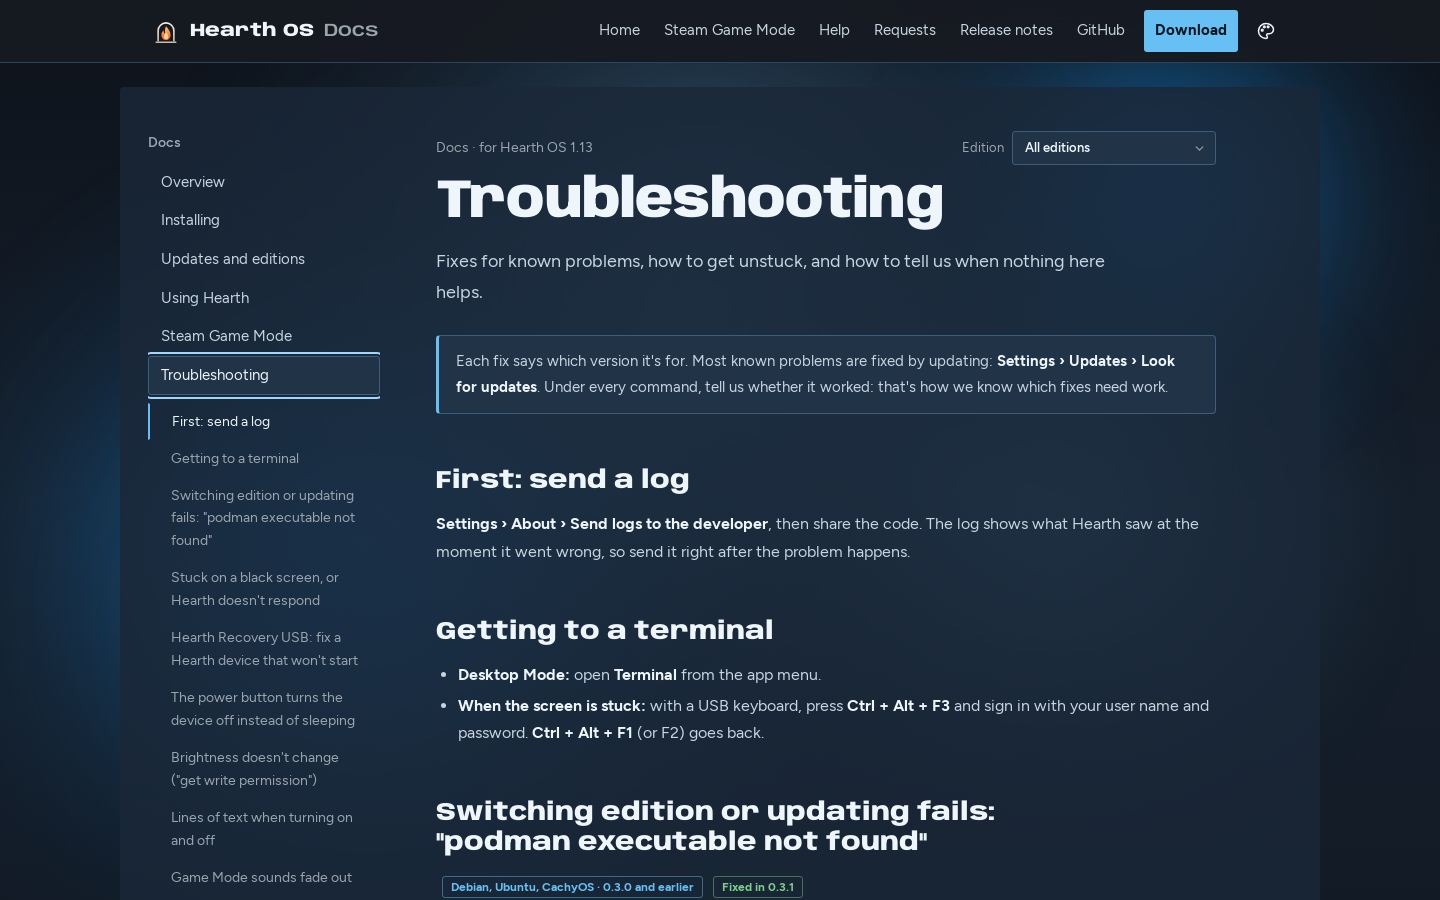 Hearth OS Docs
Home Steam Game Mode Help Requests Release notes GitHub Download
Docs
Overview
Installing
Updates and editions
Using Hearth
Steam Game Mode
Troubleshooting
First: send a log
Getting to a terminal
Switching edition or updating
fails: "podman executable not
found"
Stuck on a black screen, or
Hearth doesn't respond
Hearth Recovery USB: fix a
Hearth device that won't start
The power button turns the
device off instead of sleeping
Brightness doesn't change
("get write permission")
Lines of text when turning on
and off
Game Mode sounds fade out
Docs · for Hearth OS 1.13
Edition All editions
Troubleshooting
Fixes for known problems, how to get unstuck, and how to tell us when nothing here
helps.
Each fix says which version it's for. Most known problems are fixed by updating: Settings › Updates › Look
for updates. Under every command, tell us whether it worked: that's how we know which fixes need work.
First: send a log
Settings › About › Send logs to the developer, then share the code. The log shows what Hearth saw at the
moment it went wrong, so send it right after the problem happens.
Getting to a terminal
• Desktop Mode: open Terminal from the app menu.
• When the screen is stuck: with a USB keyboard, press Ctrl + Alt + F3 and sign in with your user name and
password. Ctrl + Alt + F1 (or F2) goes back.
Switching edition or updating fails:
"podman executable not found"
Debian, Ubuntu, CachyOS · 0.3.0 and earlier Fixed in 0.3.1